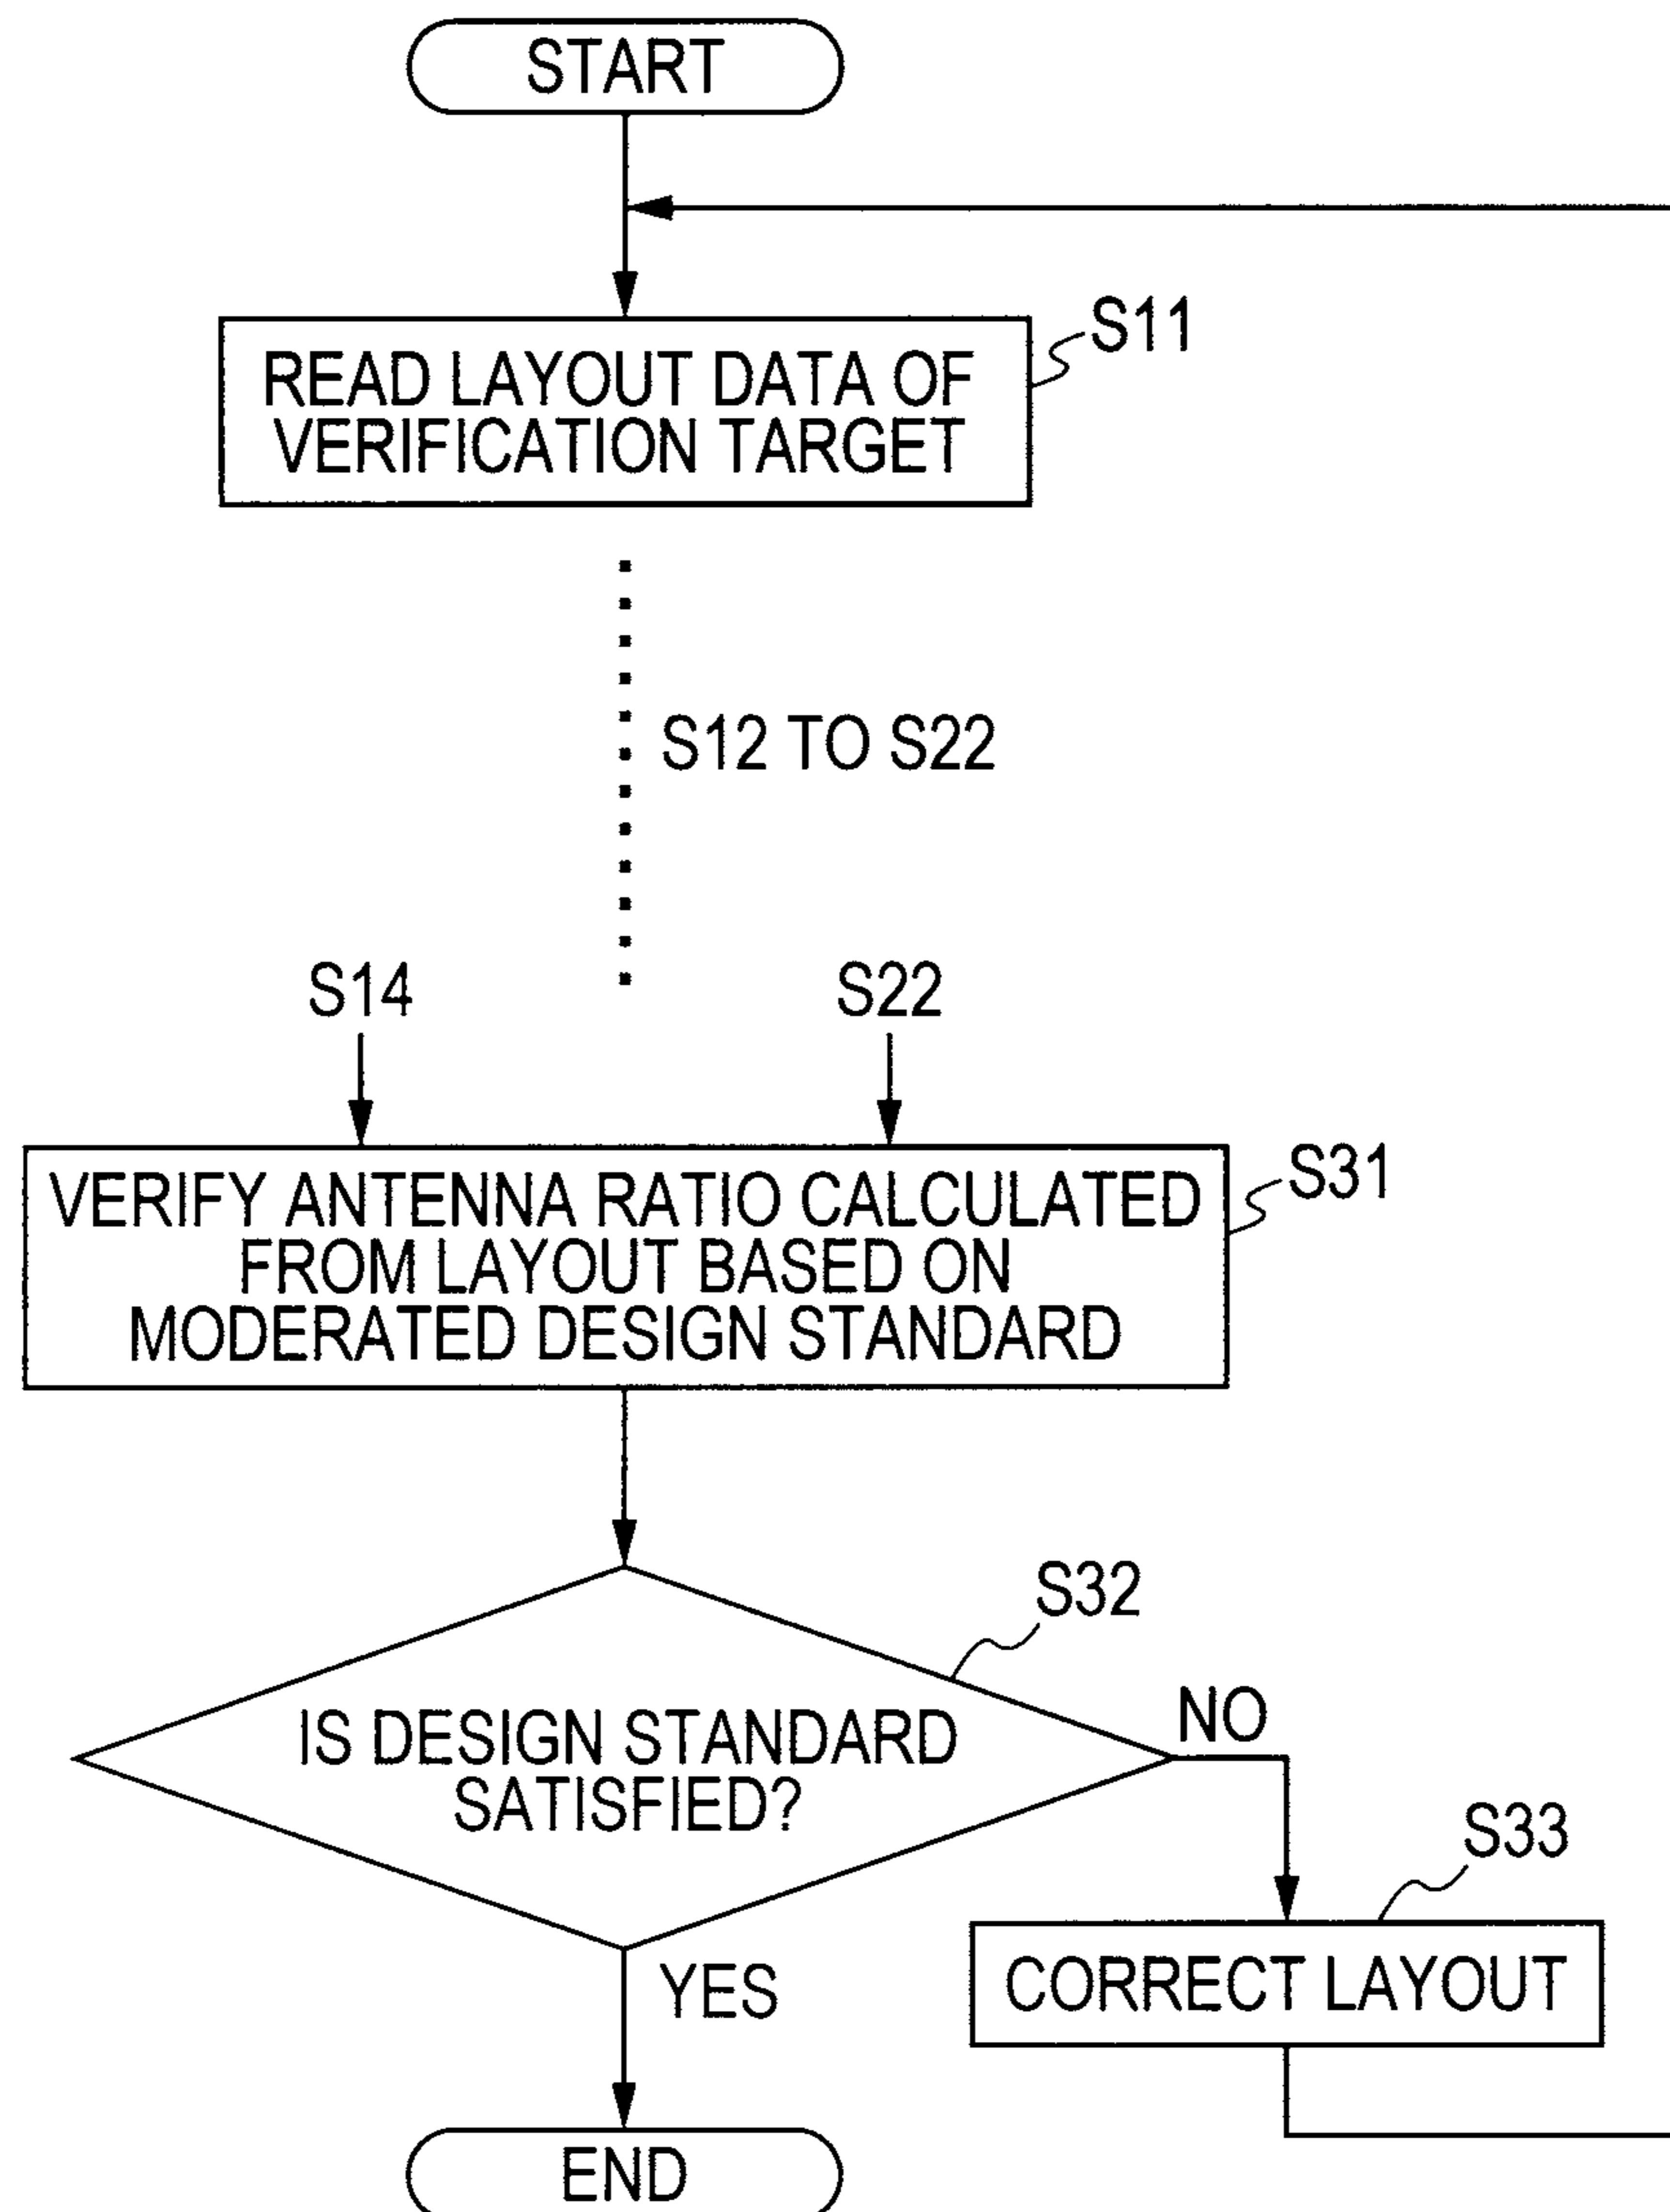 START
S11
READ LAYOUT DATA OF
VERIFICATION TARGET
S12 TO S22
S14
S22
S31
VERIFY ANTENNA RATIO CALCULATED
FROM LAYOUT BASED ON
MODERATED DESIGN STANDARD
S32
IS DESIGN STANDARD
SATISFIED?
NO
S33
CORRECT LAYOUT
YES
END